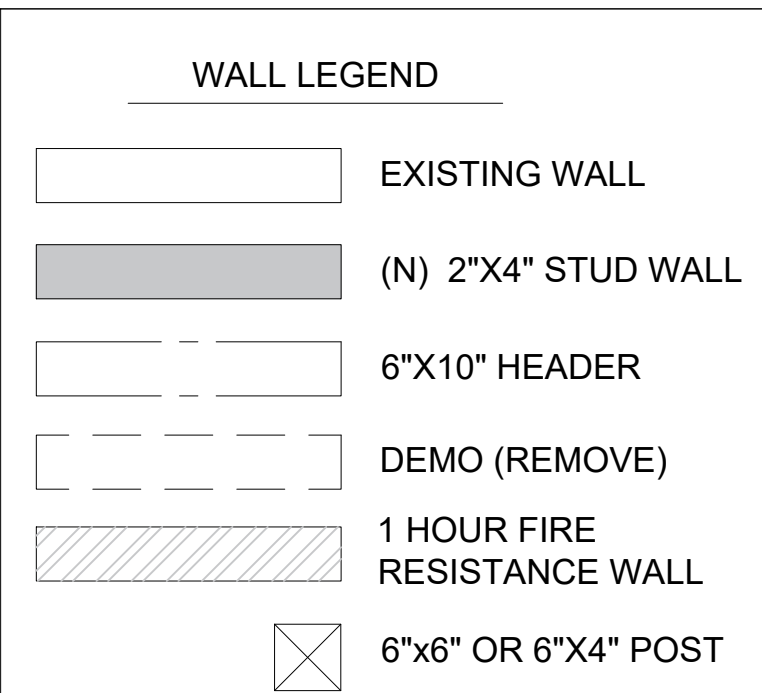 WALL LEGEND
EXISTING WALL
(N) 2"X4" STUD WALL
6"X10" HEADER
DEMO (REMOVE)
1 HOUR FIRE
RESISTANCE WALL
6"x6" OR 6"X4" POST